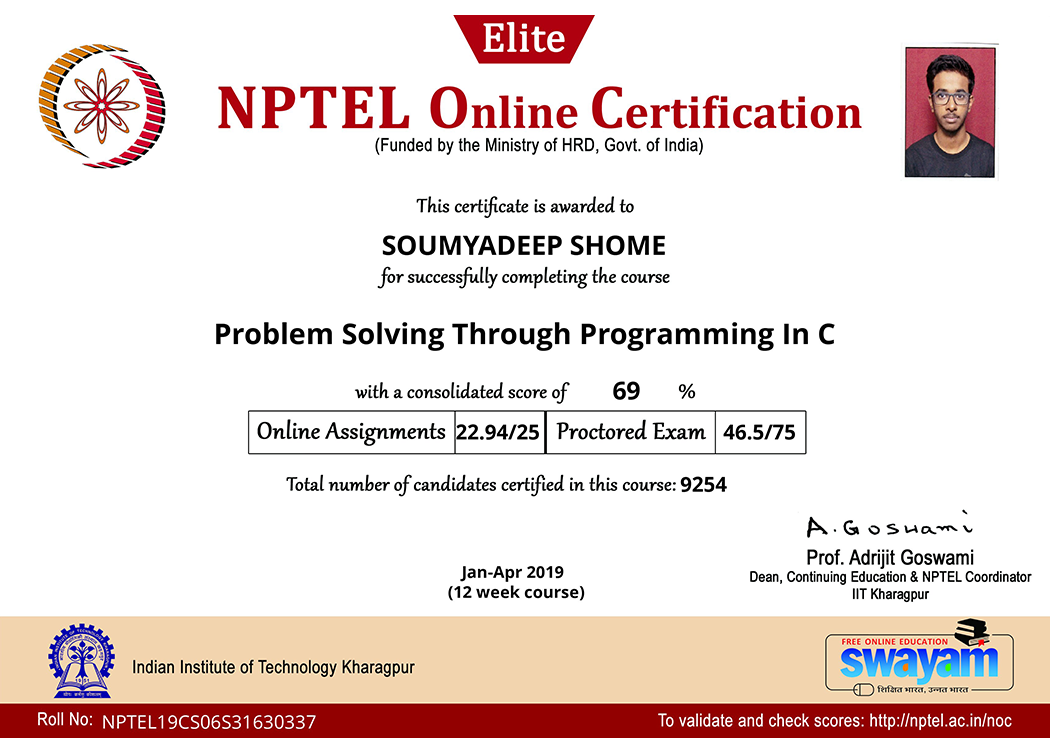 Elite
NPTEL Online Certification
(Funded by the Ministry of HRD, Govt. of India)
This certificate is awarded to
SOUMYADEEP SHOME
for successfully completing the course
Problem Solving Through Programming In C
with a consolidated score of 69 %
Online Assignments 22.94/25 Proctored Exam 46.5/75
Total number of candidates certified in this course: 9254
A. Goswami
Prof. Adrijit Goswami
Dean, Continuing Education & NPTEL Coordinator
IIT Kharagpur
Jan-Apr 2019
(12 week course)
Indian Institute of Technology Kharagpur
FREE ONLINE EDUCATION
swayam
शिक्षित भारत, उन्नत भारत
Roll No: NPTEL19CS06S31630337
To validate and check scores: http://nptel.ac.in/noc